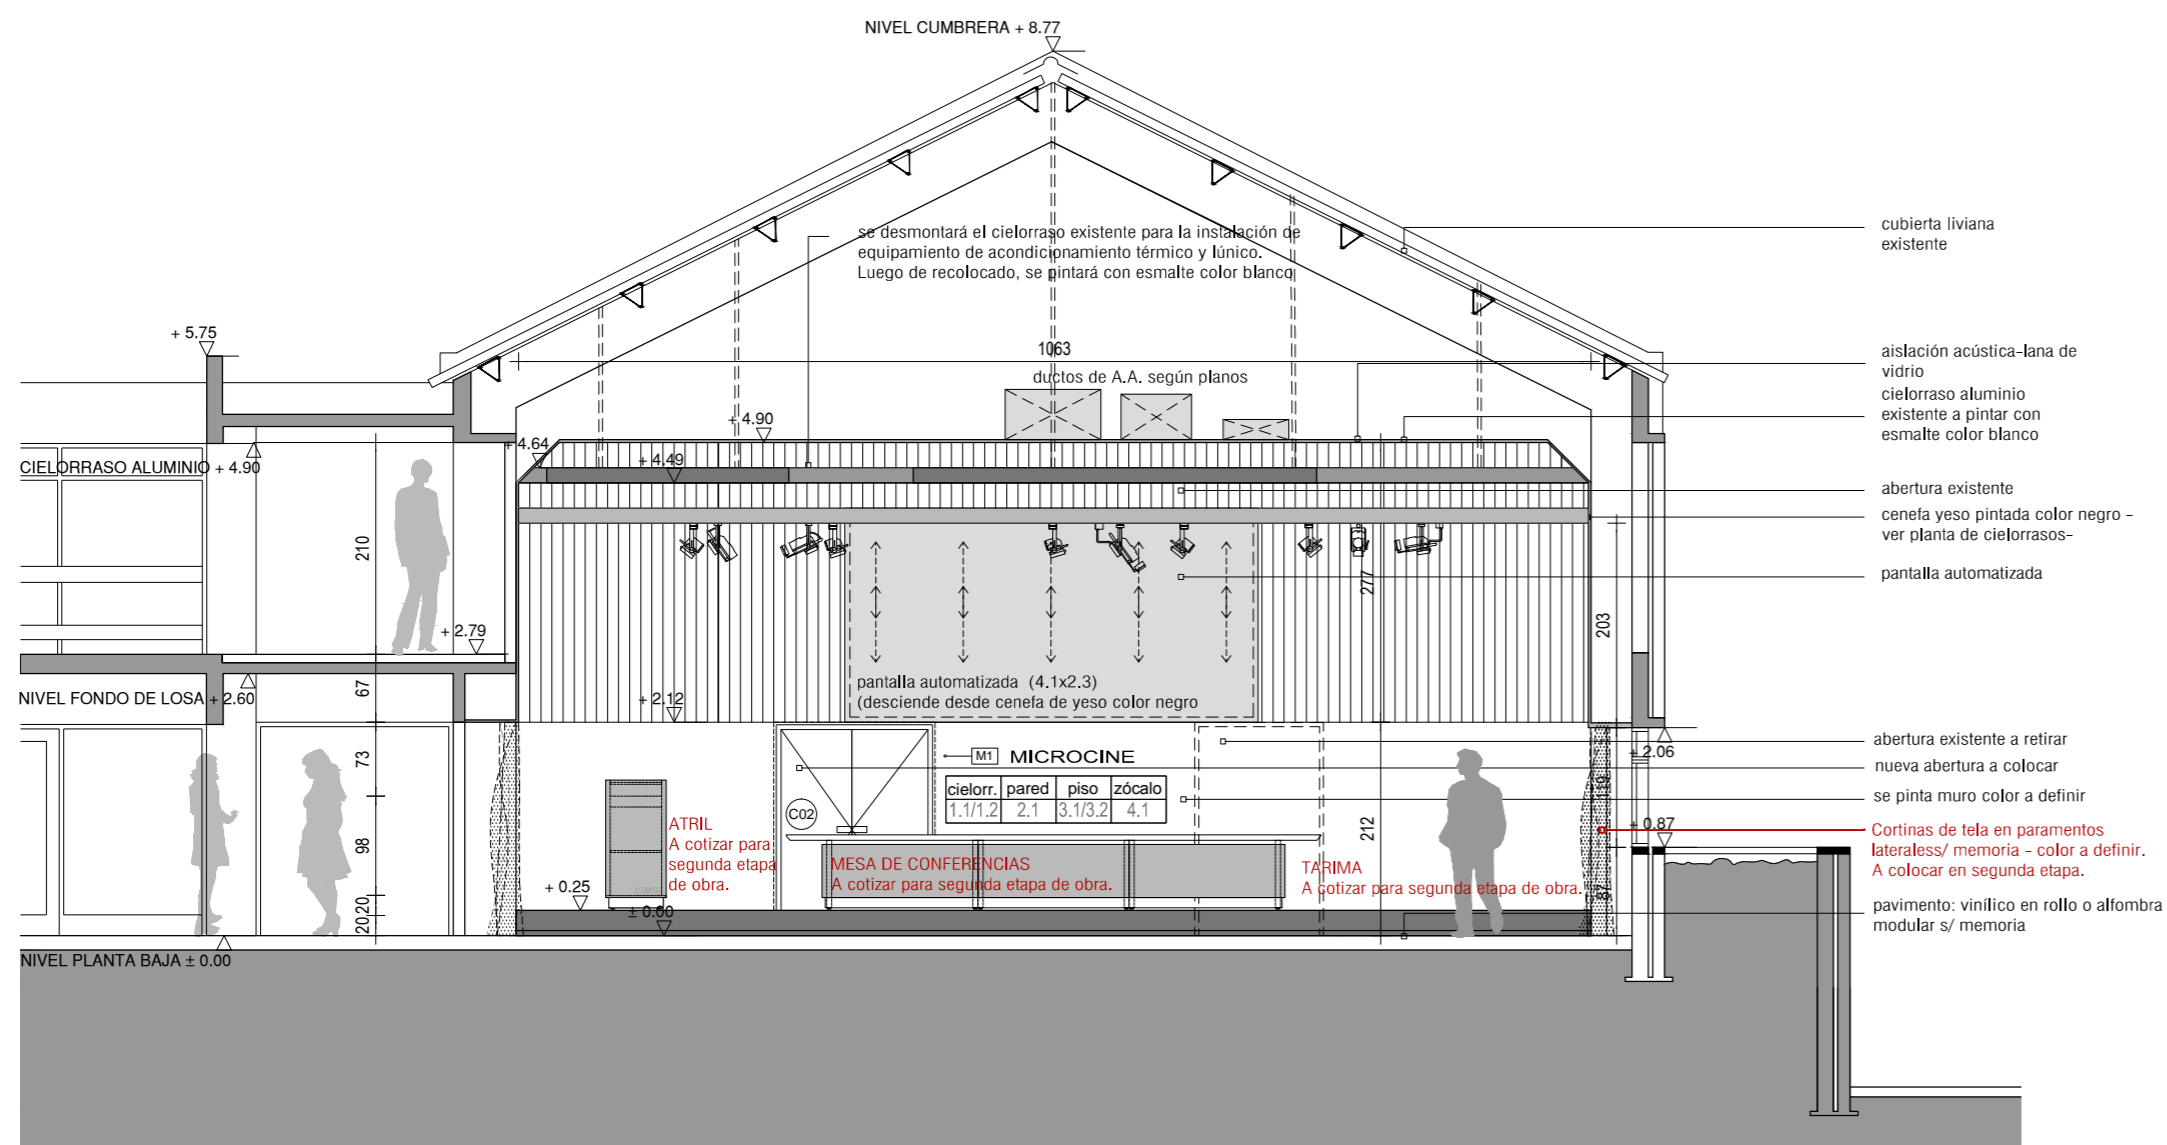 NIVEL CUMBRERA + 8.77
se desmontará el cielorraso existente para la instalación de
equipamiento de acondicionamiento térmico y lúnico.
Luego de recolocado, se pintará con esmalte color blanco
cubierta liviana
existente
+ 5.75
1063
ductos de A.A. según planos
aislación acústica-lana de
vidrio
cielorraso aluminio
existente a pintar con
esmalte color blanco
+ 4.90
+ 4.64
+ 4.49
CIELORRASO ALUMINIO + 4.90
abertura existente
cenefa yeso pintada color negro -
ver planta de cielorrasos-
pantalla automatizada
210
277
203
+ 2.79
67
NIVEL FONDO DE LOSA + 2.60
+ 2.12
pantalla automatizada (4.1x2.3)
(desciende desde cenefa de yeso color negro
abertura existente a retirar
nueva abertura a colocar
se pinta muro color a definir
+ 2.06
119
+ 0.87
87
73
98
20
20
M1 MICROCINE
cielorr. pared piso zócalo
1.1/1.2 2.1 3.1/3.2 4.1
C02
212
ATRIL
A cotizar para
segunda etapa
de obra.
MESA DE CONFERENCIAS
A cotizar para segunda etapa de obra.
TARIMA
A cotizar para segunda etapa de obra.
Cortinas de tela en paramentos
lateraless/ memoria - color a definir.
A colocar en segunda etapa.
+ 0.25
± 0.00
pavimento: vinílico en rollo o alfombra
modular s/ memoria
NIVEL PLANTA BAJA ± 0.00